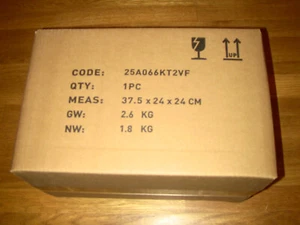 UP
CODE: 25A066KT2VF
QTY: 1PC
MEAS: 37.5 x 24 x 24 CM
GW: 2.6 KG
NW: 1.8 KG